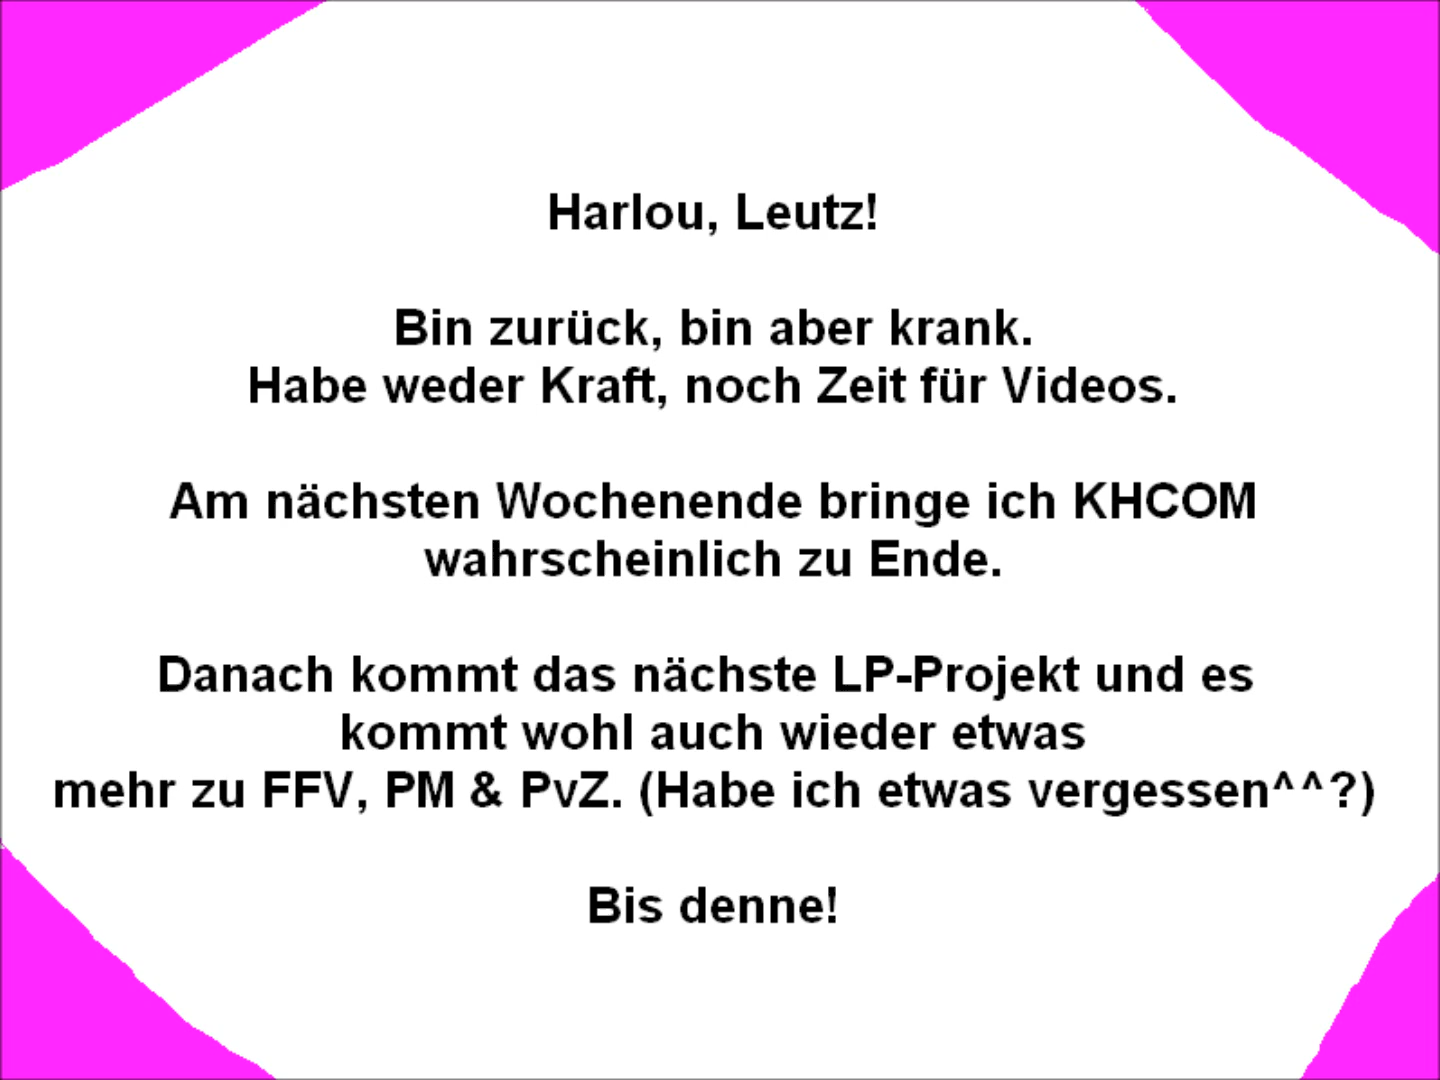 Harlou, Leutz!
Bin zurück, bin aber krank.
Habe weder Kraft, noch Zeit für Videos.
Am nächsten Wochenende bringe ich KHCOM
wahrscheinlich zu Ende.
Danach kommt das nächste LP-Projekt und es
kommt wohl auch wieder etwas
mehr zu FFV, PM & PvZ. (Habe ich etwas vergessen^^?)
Bis denne!